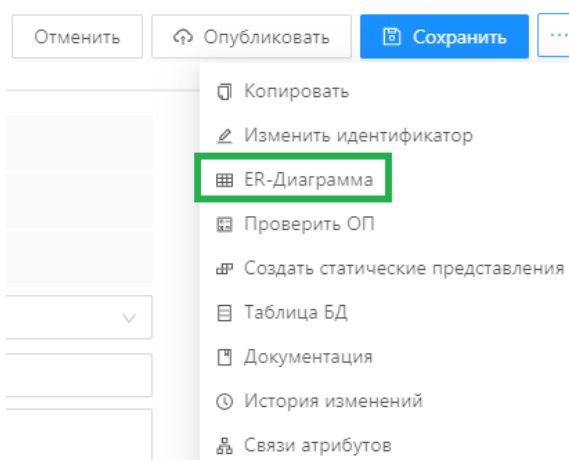 Отменить
Опубликовать
Сохранить
Копировать
Изменить идентификатор
ER-Диаграмма
Проверить ОП
Создать статические представления
Таблица БД
Документация
История изменений
Связи атрибутов